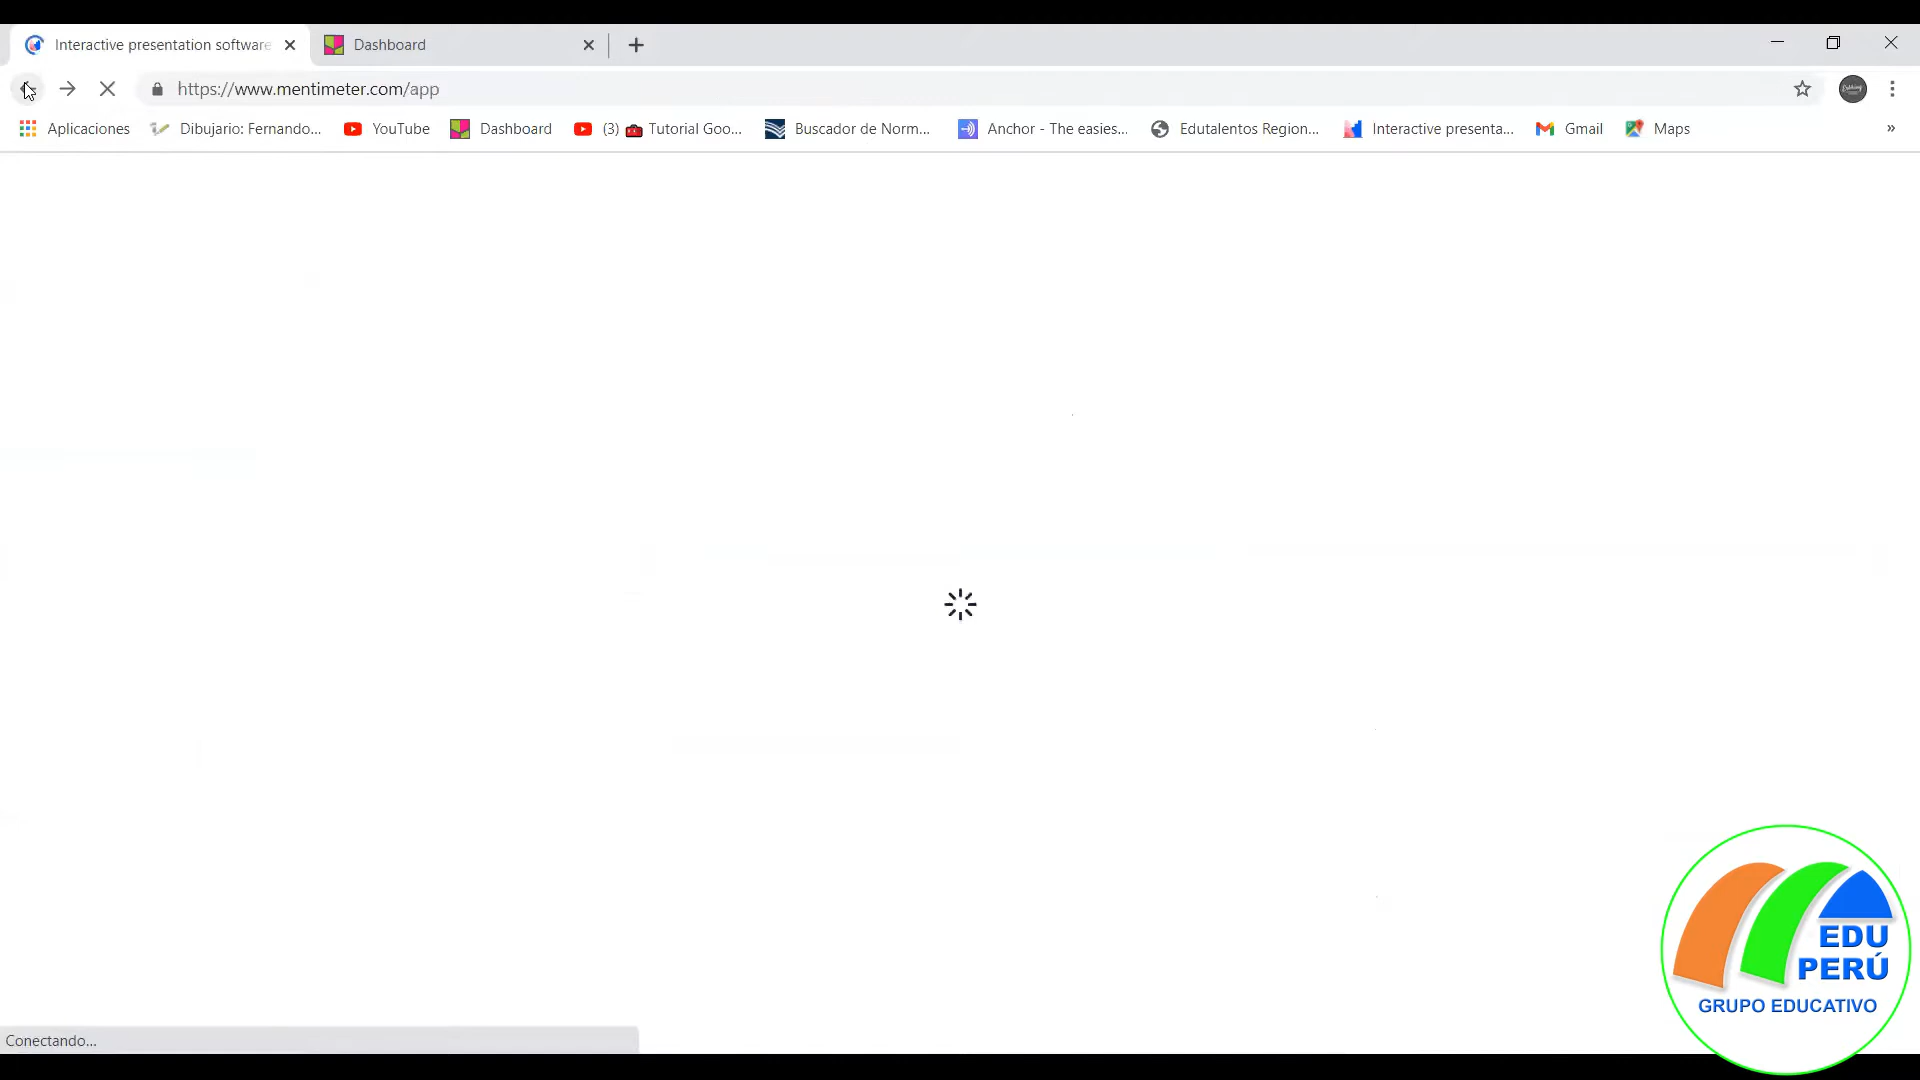 Interactive presentation software
Dashboard
https://www.mentimeter.com/app
Aplicaciones
Dibujario: Fernando...
YouTube
Dashboard
(3) Tutorial Goo...
Buscador de Norm...
Anchor - The easies...
Edutalentos Region...
Interactive presenta...
Gmail
Maps
»
EDU
PERÚ
GRUPO EDUCATIVO
Conectando...